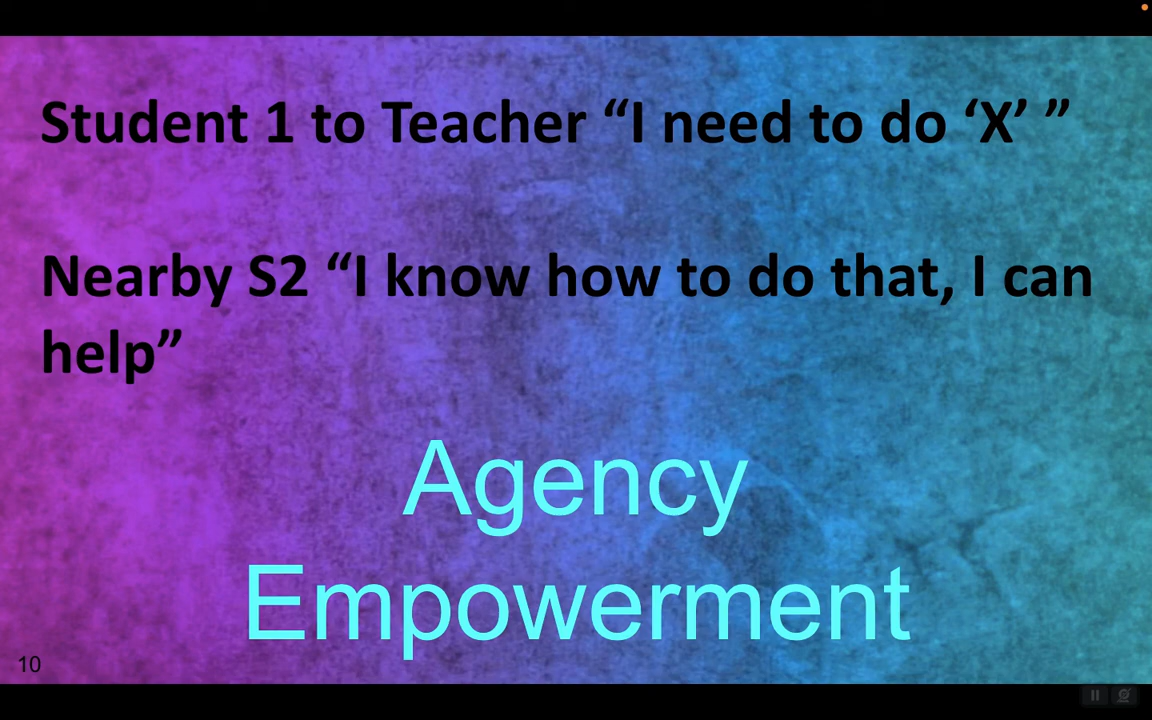 Student 1 to Teacher “I need to do ‘X’ ”
Nearby S2 “I know how to do that, I can
help”
Agency
Empowerment
10